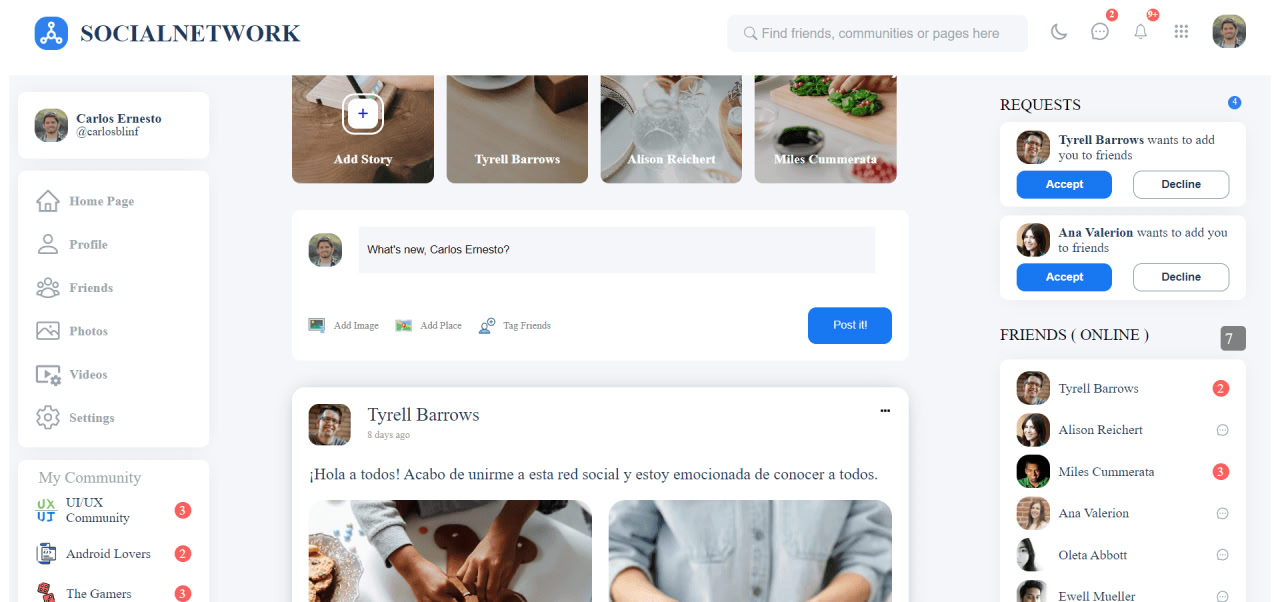 SOCIALNETWORK
Find friends, communities or pages here
2
9+
Carlos Ernesto
@carlosblinf
Home Page
Profile
Friends
Photos
Videos
Settings
My Community
UX
UI
UI/UX
Community
3
Android Lovers
2
The Gamers
3
+
Add Story
Tyrell Barrows
Alison Reichert
Miles Cummerata
What's new, Carlos Ernesto?
Add Image
Add Place
Tag Friends
Post it!
Tyrell Barrows
8 days ago
¡Hola a todos! Acabo de unirme a esta red social y estoy emocionada de conocer a todos.
REQUESTS
4
Tyrell Barrows wants to add
you to friends
Accept
Decline
Ana Valerion wants to add you
to friends
Accept
Decline
FRIENDS ( ONLINE )
7
Tyrell Barrows
2
Alison Reichert
Miles Cummerata
3
Ana Valerion
Oleta Abbott
Ewell Mueller